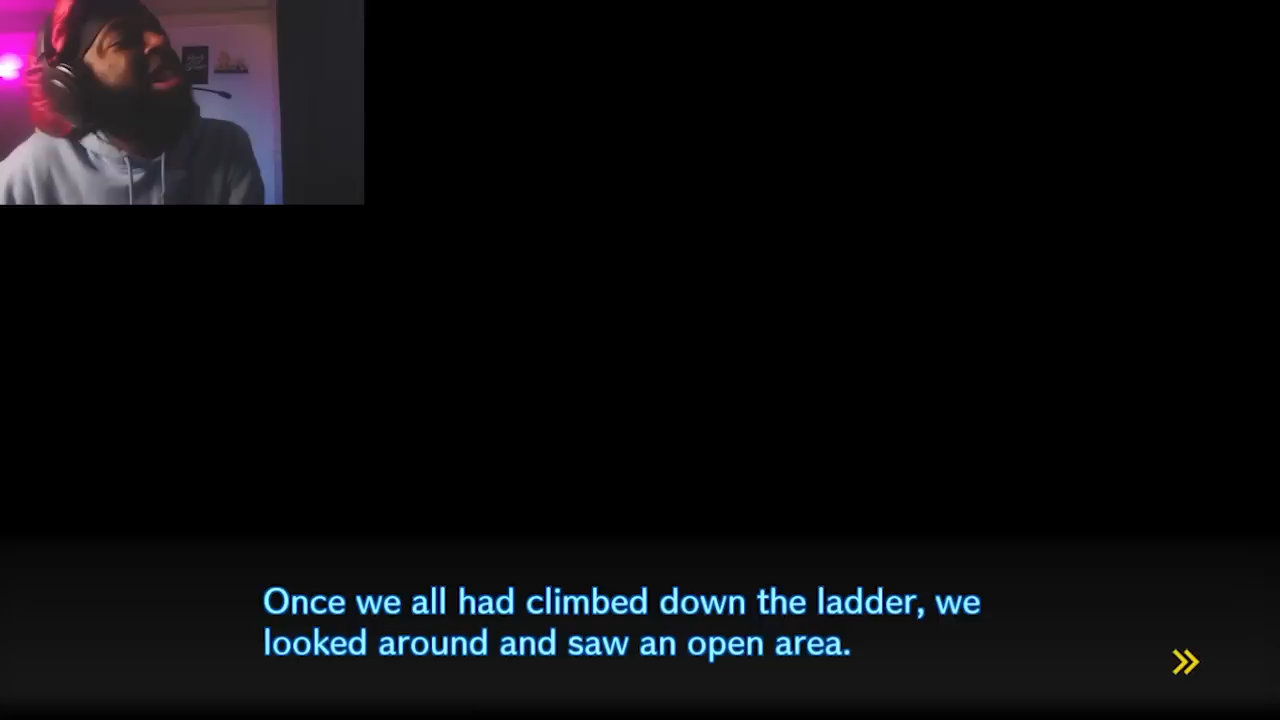 Once we all had climbed down the ladder, we
looked around and saw an open area.